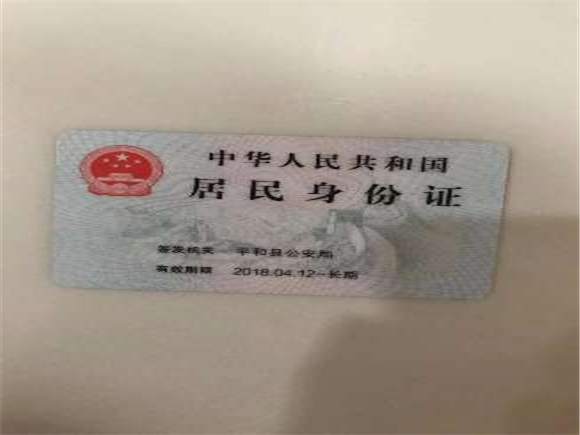 中华人民共和国
居民身份证
签发机关 平和县公安局
有效期限 2018.04.12-长期